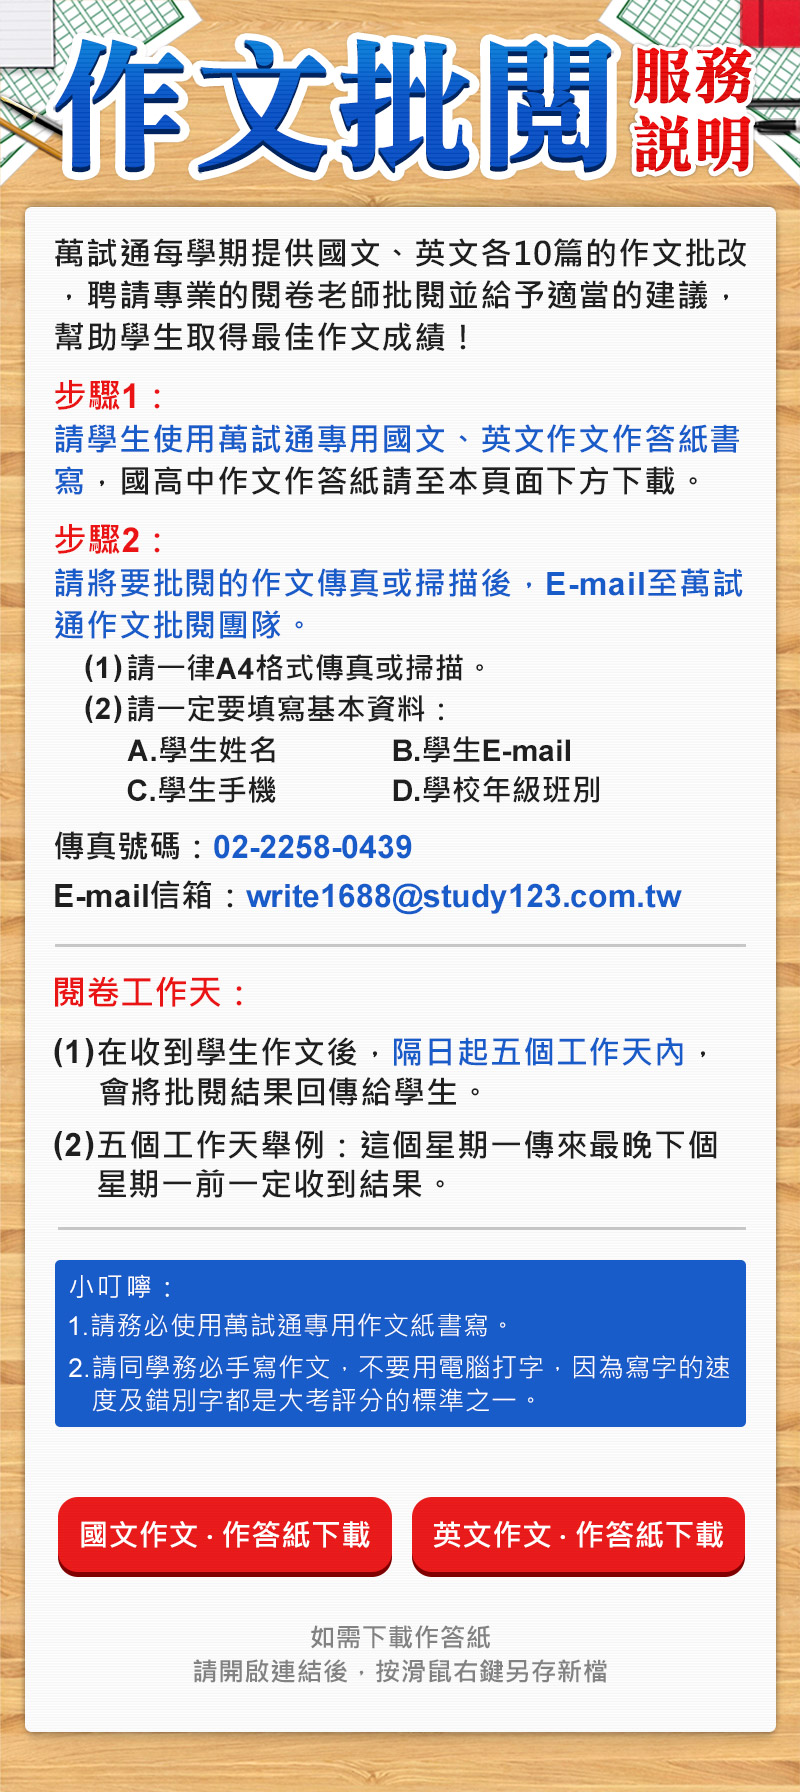 作文批閱
服務
說明
萬試通每學期提供國文、英文各10篇的作文批改
，聘請專業的閱卷老師批閱並給予適當的建議，
幫助學生取得最佳作文成績！
步驟1：
請學生使用萬試通專用國文、英文作文作答紙書
寫，國高中作文作答紙請至本頁面下方下載。
步驟2：
請將要批閱的作文傳真或掃描後，E-mail至萬試
通作文批閱團隊。
(1)請一律A4格式傳真或掃描。
(2)請一定要填寫基本資料：
A.學生姓名 B.學生E-mail
C.學生手機 D.學校年級班別
傳真號碼：02-2258-0439
E-mail信箱：write1688@study123.com.tw
閱卷工作天：
(1)在收到學生作文後，隔日起五個工作天內，
會將批閱結果回傳給學生。
(2)五個工作天舉例：這個星期一傳來最晚下個
星期一前一定收到結果。
小叮嚀：
1.請務必使用萬試通專用作文紙書寫。
2.請同學務必手寫作文，不要用電腦打字，因為寫字的速
度及錯別字都是大考評分的標準之一。
國文作文·作答紙下載
英文作文·作答紙下載
如需下載作答紙
請開啟連結後，按滑鼠右鍵另存新檔